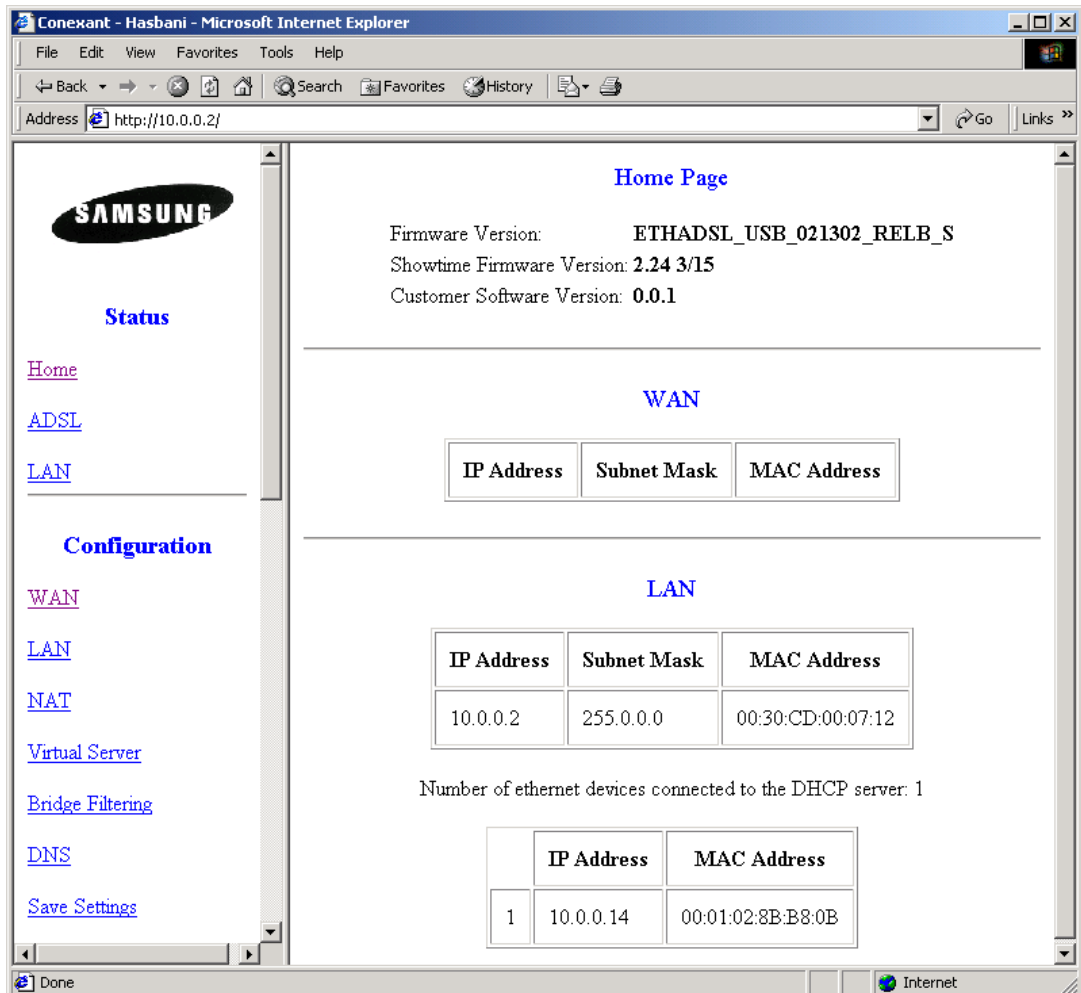 Conexant - Hasbani - Microsoft Internet Explorer
File Edit View Favorites Tools Help
Back Search Favorites History
Address http://10.0.0.2/ Go Links »
SAMSUNG
Status
Home
ADSL
LAN
Configuration
WAN
LAN
NAT
Virtual Server
Bridge Filtering
DNS
Save Settings
Home Page
Firmware Version: ETHADSL_USB_021302_RELB_S
Showtime Firmware Version: 2.24 3/15
Customer Software Version: 0.0.1
WAN
IP Address Subnet Mask MAC Address
LAN
IP Address Subnet Mask MAC Address
10.0.0.2 255.0.0.0 00:30:CD:00:07:12
Number of ethernet devices connected to the DHCP server: 1
IP Address MAC Address
1 10.0.0.14 00:01:02:8B:B8:0B
Done Internet